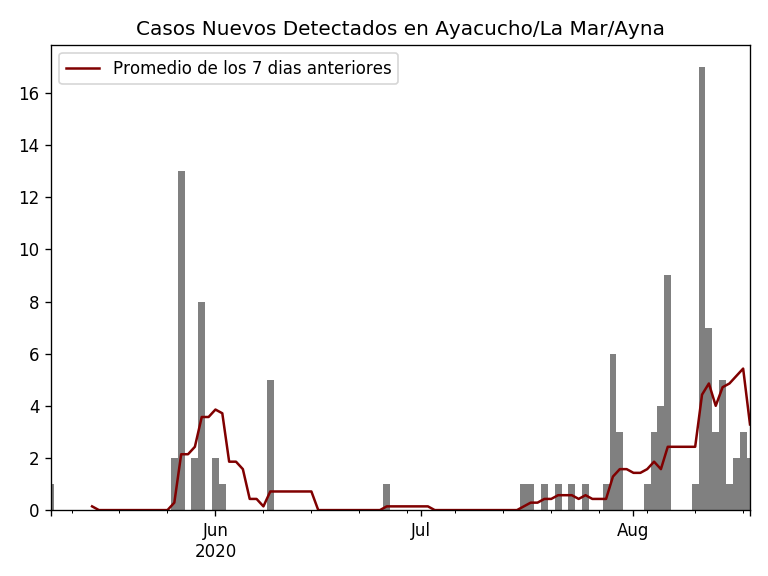 Casos Nuevos Detectados en Ayacucho/La Mar/Ayna
Promedio de los 7 dias anteriores
16
14
12
10
8
6
4
2
0
Jun
2020
Jul
Aug